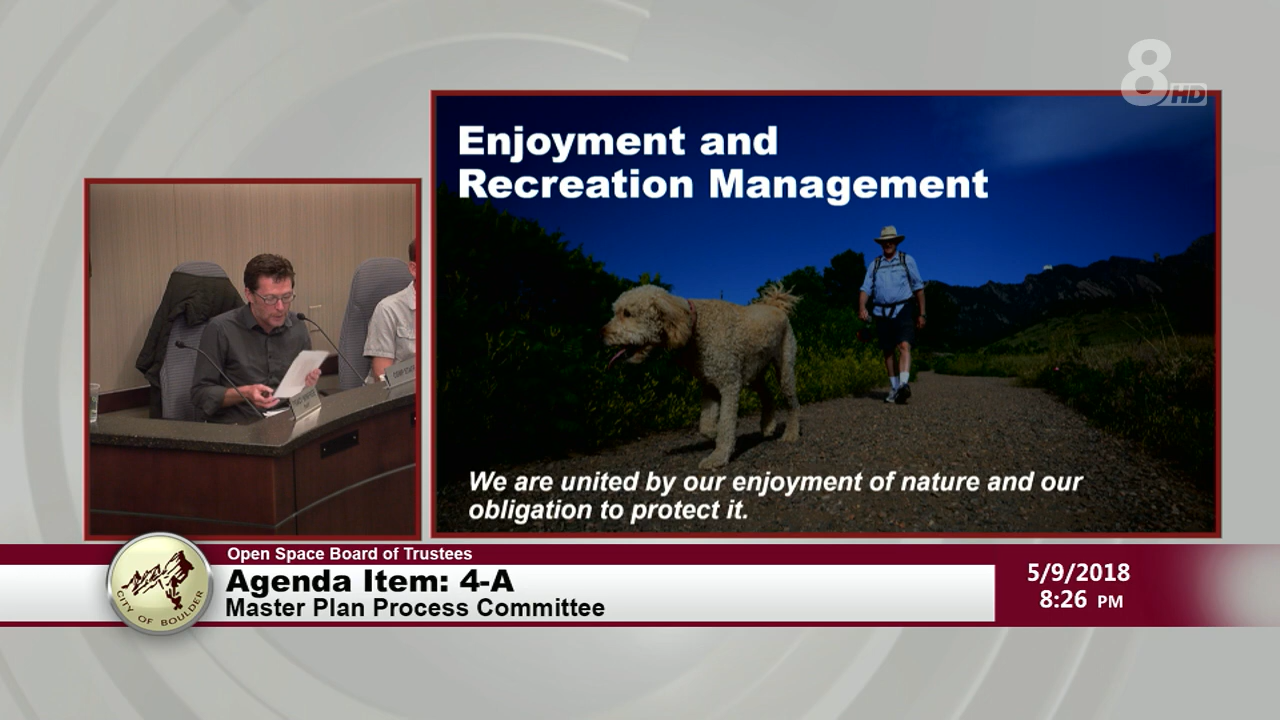 8
HD
Enjoyment and
Recreation Management
We are united by our enjoyment of nature and our
obligation to protect it.
Open Space Board of Trustees
Agenda Item: 4-A
Master Plan Process Committee
CITY OF BOULDER
5/9/2018
8:26 PM